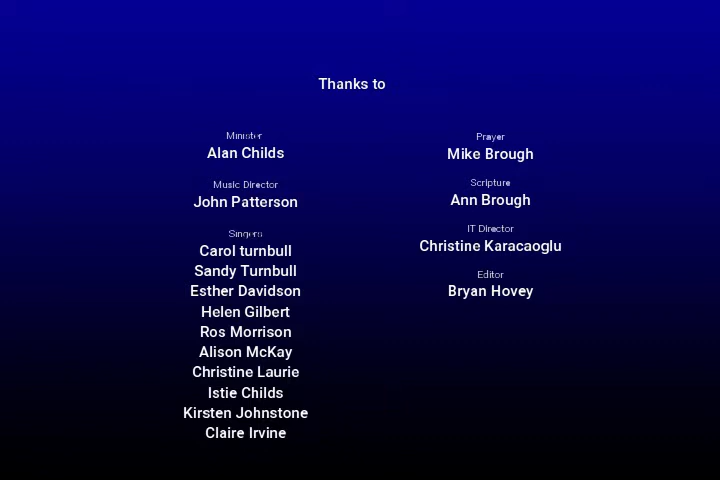 Thanks to
Minister
Alan Childs
Music Director
John Patterson
Singers
Carol turnbull
Sandy Turnbull
Esther Davidson
Helen Gilbert
Ros Morrison
Alison McKay
Christine Laurie
Istie Childs
Kirsten Johnstone
Claire Irvine
Prayer
Mike Brough
Scripture
Ann Brough
IT Director
Christine Karacaoglu
Editor
Bryan Hovey